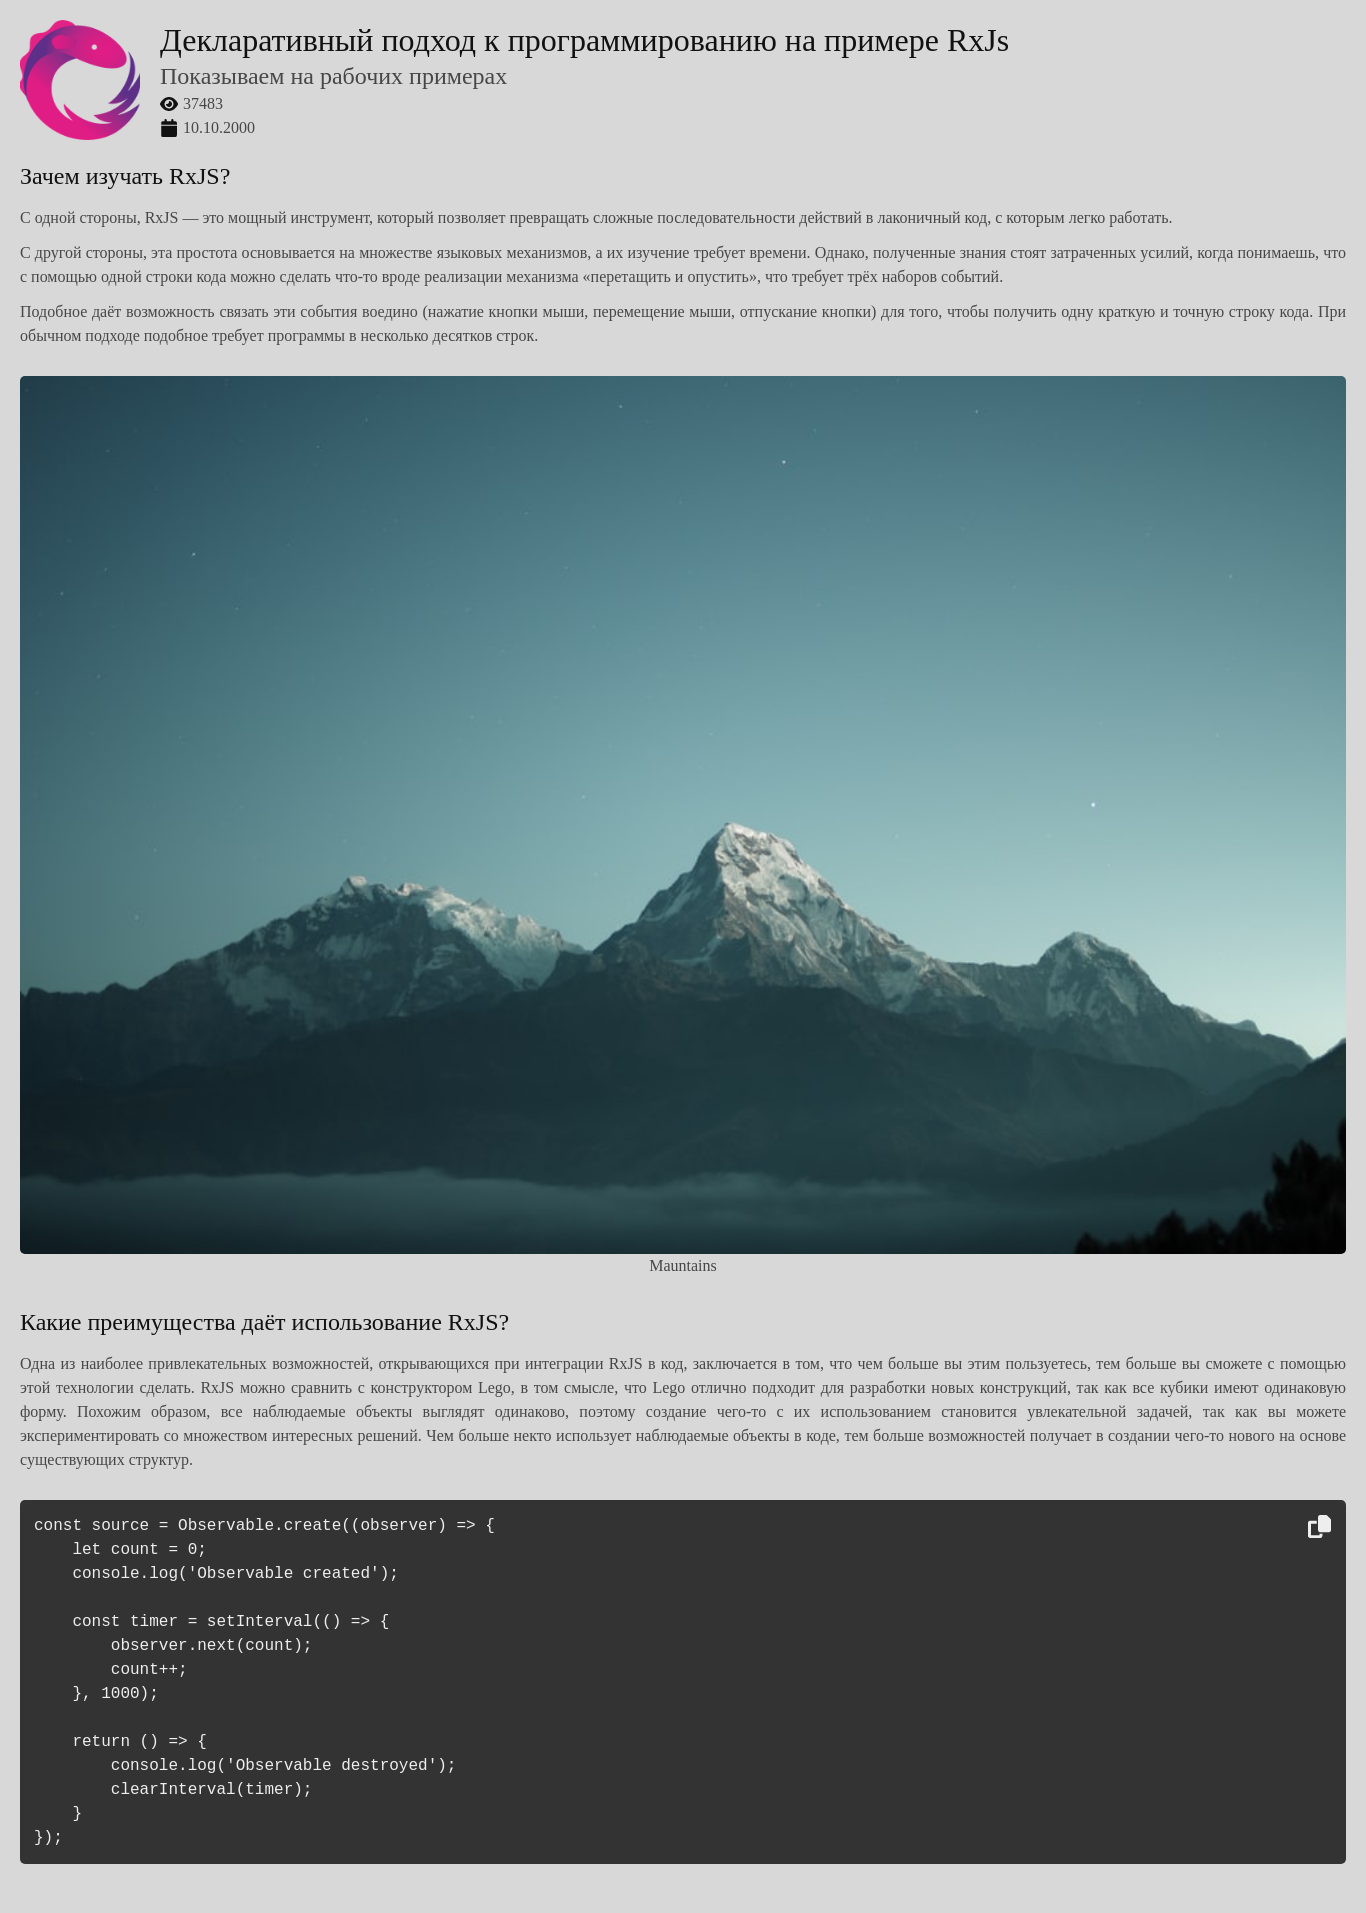 Декларативный подход к программированию на примере RxJs
Показываем на рабочих примерах
37483
10.10.2000
Зачем изучать RxJS?
С одной стороны, RxJS — это мощный инструмент, который позволяет превращать сложные последовательности действий в лаконичный код, с которым легко работать.
С другой стороны, эта простота основывается на множестве языковых механизмов, а их изучение требует времени. Однако, полученные знания стоят затраченных усилий, когда понимаешь, что
с помощью одной строки кода можно сделать что-то вроде реализации механизма «перетащить и опустить», что требует трёх наборов событий.
Подобное даёт возможность связать эти события воедино (нажатие кнопки мыши, перемещение мыши, отпускание кнопки) для того, чтобы получить одну краткую и точную строку кода. При
обычном подходе подобное требует программы в несколько десятков строк.
Mauntains
Какие преимущества даёт использование RxJS?
Одна из наиболее привлекательных возможностей, открывающихся при интеграции RxJS в код, заключается в том, что чем больше вы этим пользуетесь, тем больше вы сможете с помощью
этой технологии сделать. RxJS можно сравнить с конструктором Lego, в том смысле, что Lego отлично подходит для разработки новых конструкций, так как все кубики имеют одинаковую
форму. Похожим образом, все наблюдаемые объекты выглядят одинаково, поэтому создание чего-то с их использованием становится увлекательной задачей, так как вы можете
экспериментировать со множеством интересных решений. Чем больше некто использует наблюдаемые объекты в коде, тем больше возможностей получает в создании чего-то нового на основе
существующих структур.
const source = Observable.create((observer) => {
    let count = 0;
    console.log('Observable created');
    const timer = setInterval(() => {
        observer.next(count);
        count++;
    }, 1000);
    return () => {
        console.log('Observable destroyed');
        clearInterval(timer);
    }
});